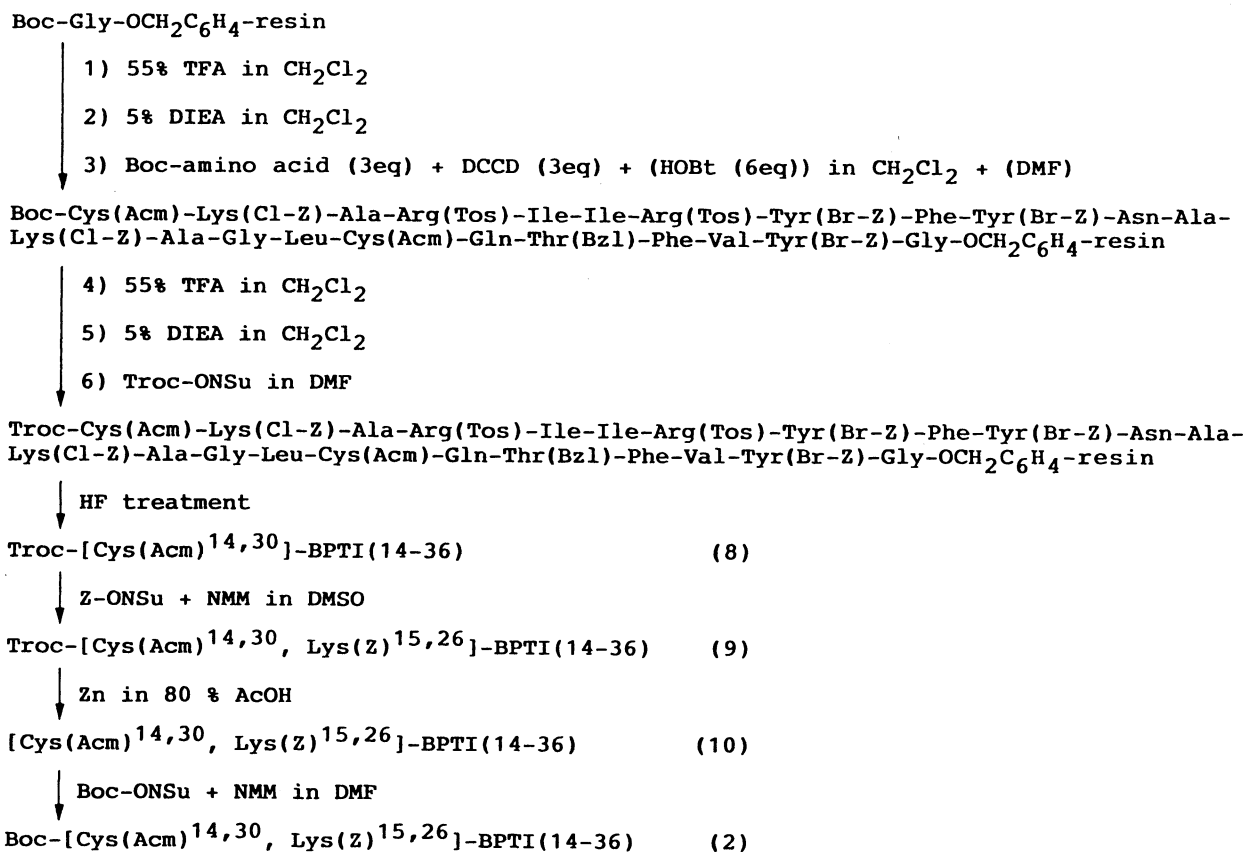 Boc-Gly-OCH2C6H4-resin
1) 55% TFA in CH2Cl2
2) 5% DIEA in CH2Cl2
3) Boc-amino acid (3eq) + DCCD (3eq) + (HOBt (6eq)) in CH2Cl2 + (DMF)
Boc-Cys(Acm)-Lys(Cl-Z)-Ala-Arg(Tos)-Ile-Ile-Arg(Tos)-Tyr(Br-Z)-Phe-Tyr(Br-Z)-Asn-Ala-
Lys(Cl-Z)-Ala-Gly-Leu-Cys(Acm)-Gln-Thr(Bzl)-Phe-Val-Tyr(Br-Z)-Gly-OCH2C6H4-resin
4) 55% TFA in CH2Cl2
5) 5% DIEA in CH2Cl2
6) Troc-ONSu in DMF
Troc-Cys(Acm)-Lys(Cl-Z)-Ala-Arg(Tos)-Ile-Ile-Arg(Tos)-Tyr(Br-Z)-Phe-Tyr(Br-Z)-Asn-Ala-
Lys(Cl-Z)-Ala-Gly-Leu-Cys(Acm)-Gln-Thr(Bzl)-Phe-Val-Tyr(Br-Z)-Gly-OCH2C6H4-resin
HF treatment
Troc-[Cys(Acm)14,30]-BPTI(14-36) (8)
Z-ONSu + NMM in DMSO
Troc-[Cys(Acm)14,30, Lys(Z)15,26]-BPTI(14-36) (9)
Zn in 80 % AcOH
[Cys(Acm)14,30, Lys(Z)15,26]-BPTI(14-36) (10)
Boc-ONSu + NMM in DMF
Boc-[Cys(Acm)14,30, Lys(Z)15,26]-BPTI(14-36) (2)